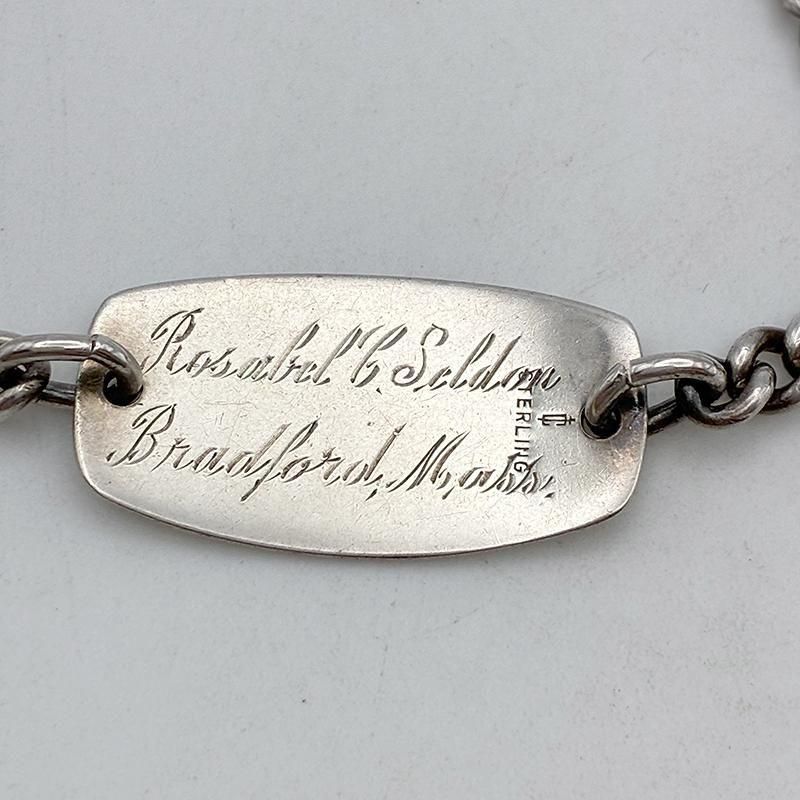 Rosabel C. Seldon
Bradford, Mass.
STERLING